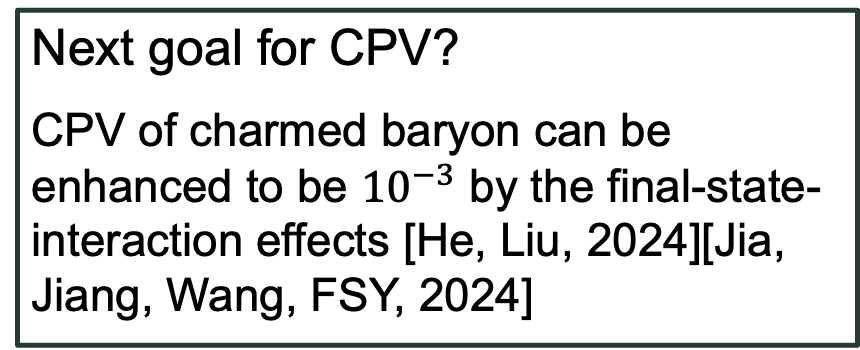 Next goal for CPV?
CPV of charmed baryon can be
enhanced to be 10⁻³ by the final-state-
interaction effects [He, Liu, 2024][Jia,
Jiang, Wang, FSY, 2024]